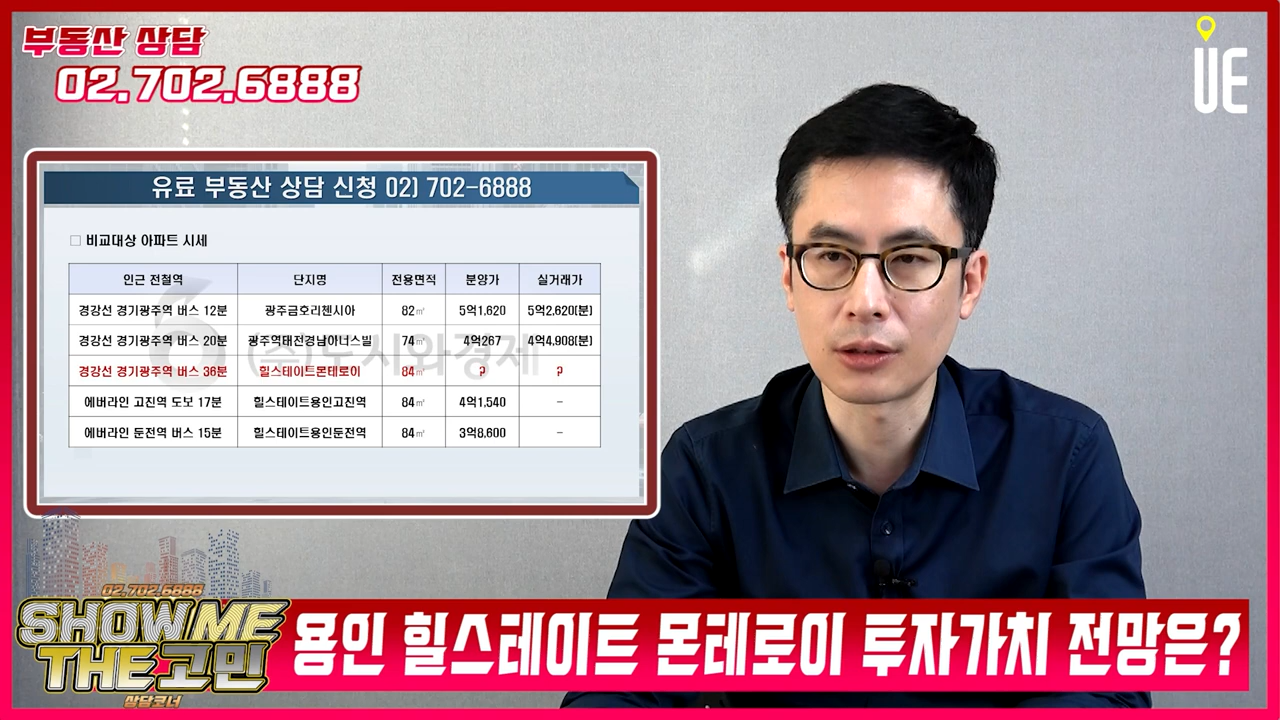 부동산 상담
02.702.6888
UE
유료 부동산 상담 신청 02) 702-6888
□ 비교대상 아파트 시세
인근 전철역 단지명 전용면적 분양가 실거래가
경강선 경기광주역 버스 12분 광주금호리첸시아 82㎡ 5억1,620 5억2,620(분)
경강선 경기광주역 버스 20분 광주역태전경남아너스빌 74㎡ 4억267 4억4,908(분)
경강선 경기광주역 버스 36분 힐스테이트몬테로이 84㎡ ? ?
에버라인 고진역 도보 17분 힐스테이트용인고진역 84㎡ 4억1,540 -
에버라인 둔전역 버스 15분 힐스테이트용인둔전역 84㎡ 3억8,600 -
(주)도시와경제
02.702.6888
SHOW ME
THE 고민
상담코너
용인 힐스테이트 몬테로이 투자가치 전망은?